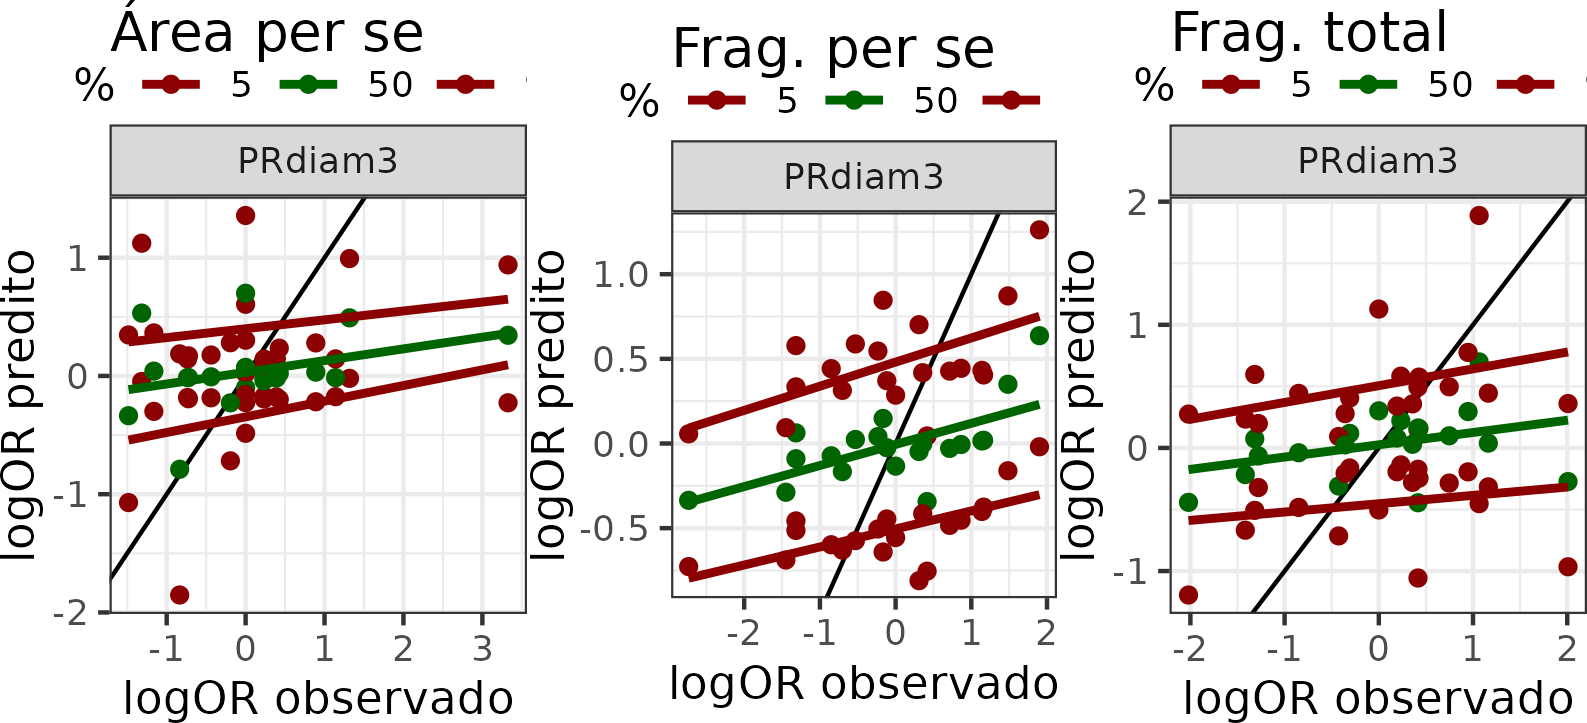 Área per se
% 5 50
PRdiam3
logOR predito
1
0
-1
-2
-1 0 1 2 3
logOR observado
Frag. per se
% 5 50
PRdiam3
logOR predito
1.0
0.5
0.0
-0.5
-2 -1 0 1 2
logOR observado
Frag. total
% 5 50
PRdiam3
logOR predito
2
1
0
-1
-2 -1 0 1 2
logOR observado